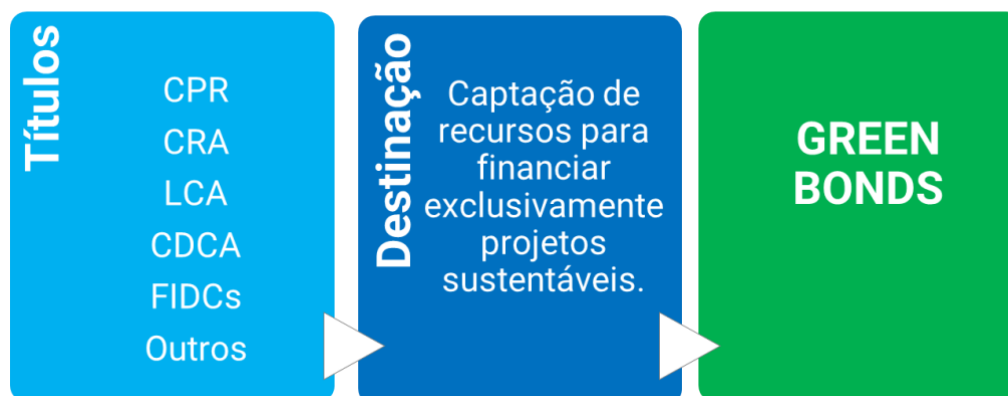 Títulos
CPR
CRA
LCA
CDCA
FIDCs
Outros
Destinação
Captação de
recursos para
financiar
exclusivamente
projetos
sustentáveis.
GREEN
BONDS